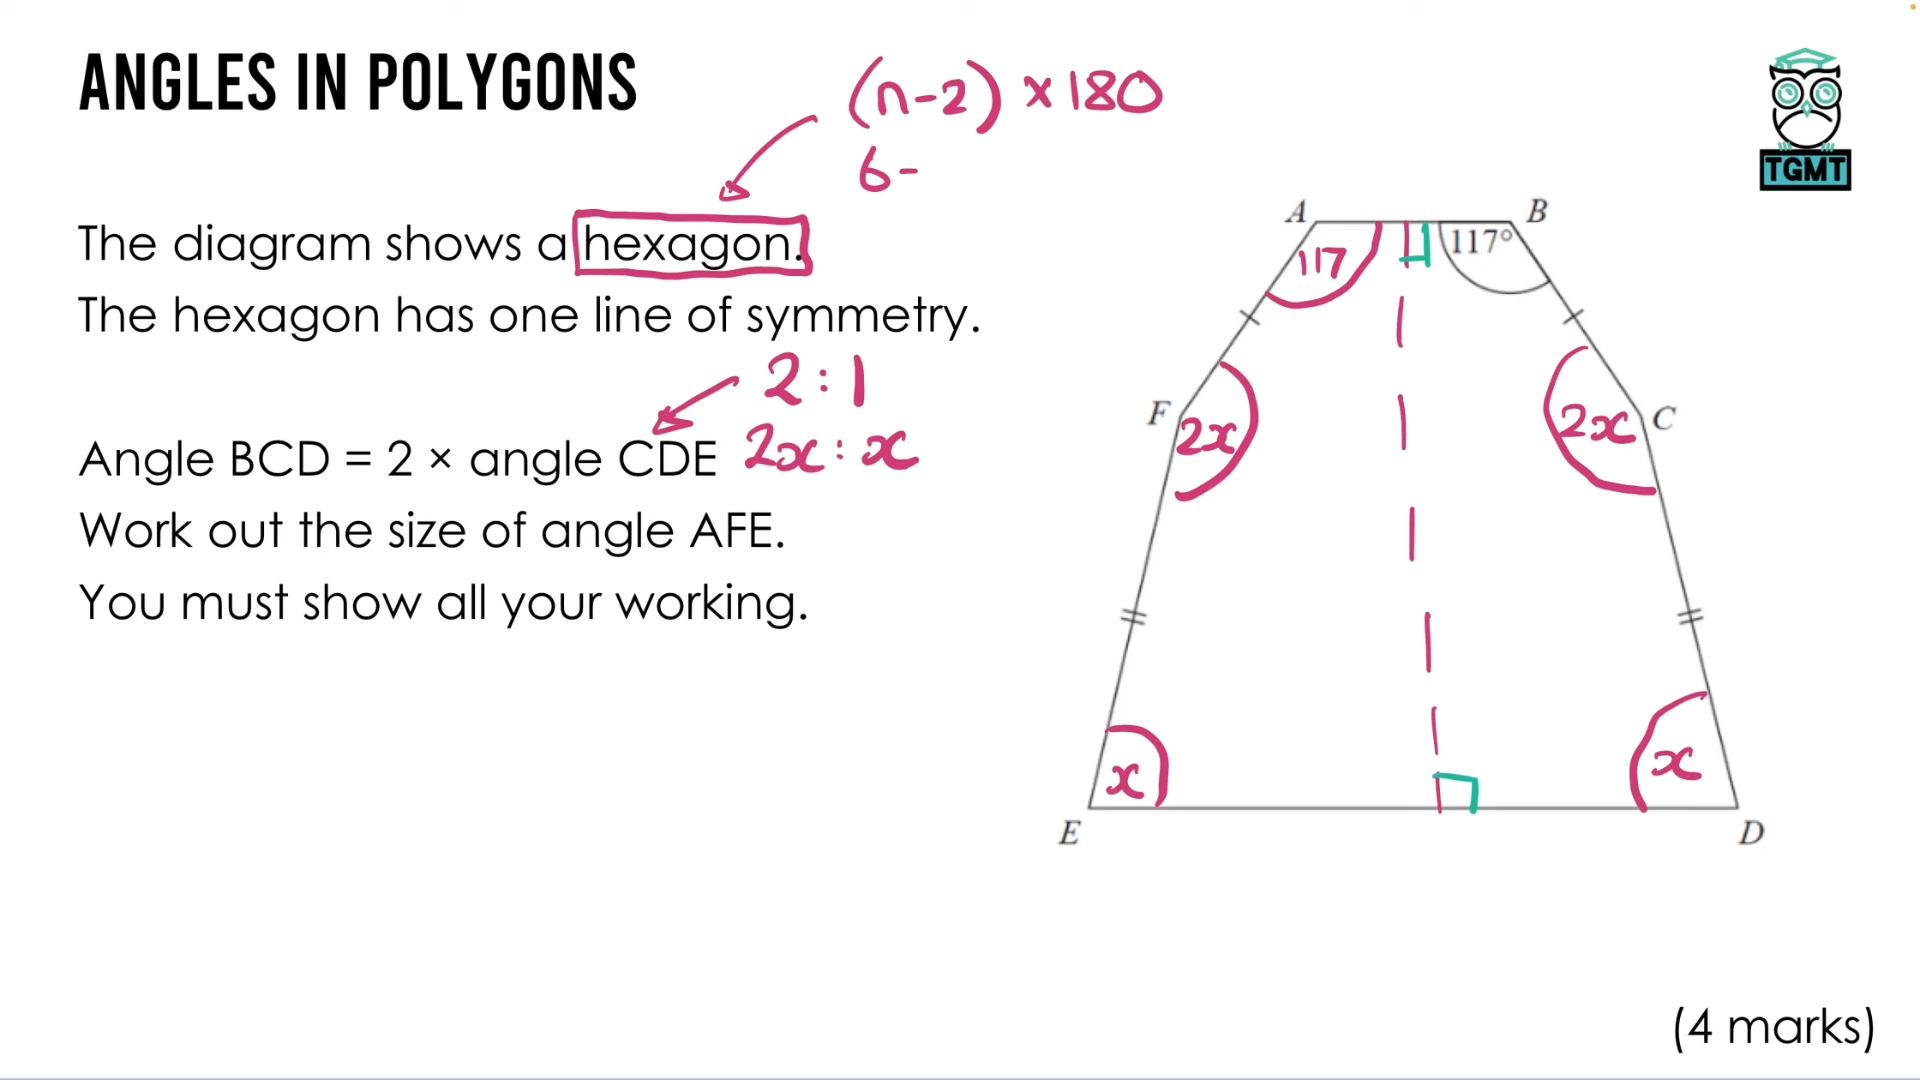 ANGLES IN POLYGONS
(n-2) × 180
6 -
TGMT
The diagram shows a hexagon.
The hexagon has one line of symmetry.
2 : 1
Angle BCD = 2 × angle CDE
2x : x
Work out the size of angle AFE.
You must show all your working.
A
B
117
117°
F
2x
2x
C
x
x
E
D
(4 marks)